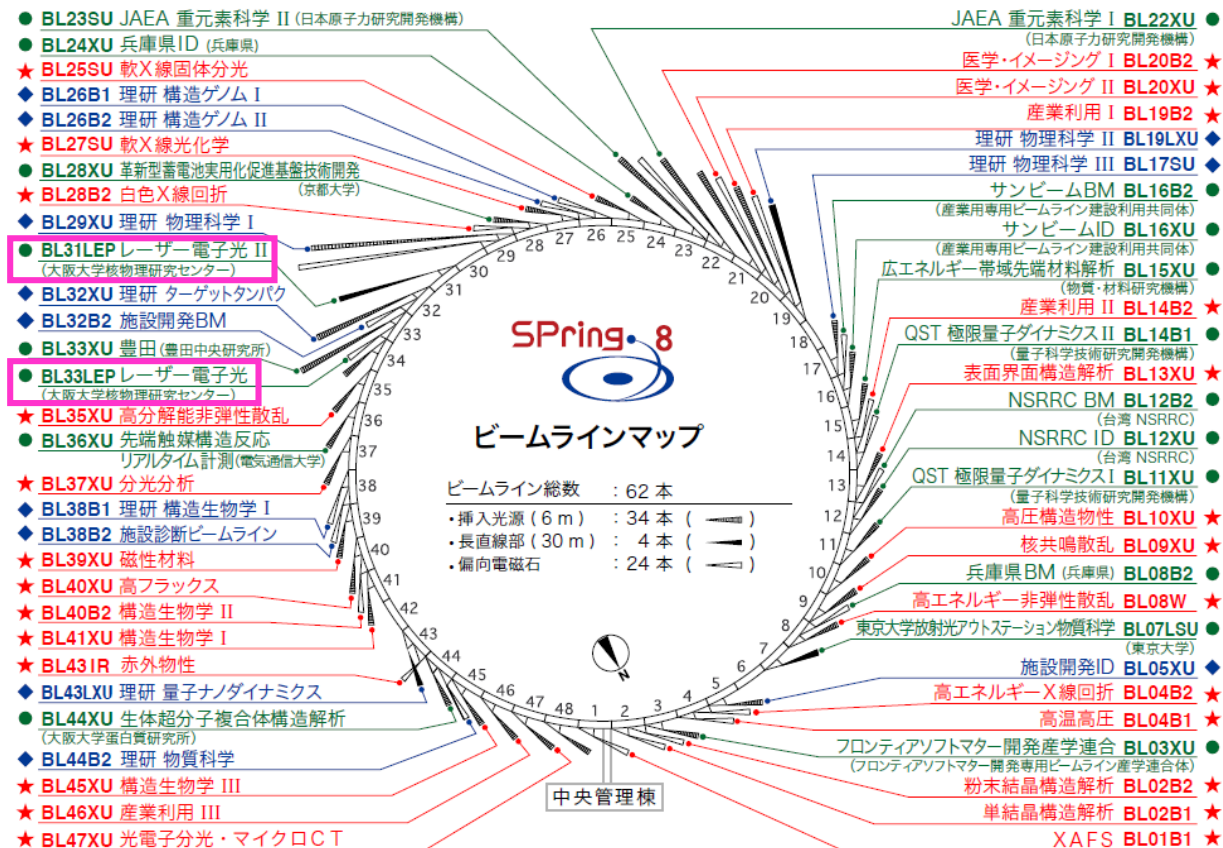 BL23SU JAEA 重元素科学 II (日本原子力研究開発機構)
BL24XU 兵庫県ID (兵庫県)
BL25SU 軟X線固体分光
BL26B1 理研 構造ゲノム I
BL26B2 理研 構造ゲノム II
BL27SU 軟X線光化学
BL28XU 革新型蓄電池実用化促進基盤技術開発
(京都大学)
BL28B2 白色X線回折
BL29XU 理研 物理科学 I
BL31LEP レーザー電子光 II
(大阪大学核物理研究センター)
BL32XU 理研 ターゲットタンパク
BL32B2 施設開発BM
BL33XU 豊田 (豊田中央研究所)
BL33LEP レーザー電子光
(大阪大学核物理研究センター)
BL35XU 高分解能非弾性散乱
BL36XU 先端触媒構造反応
リアルタイム計測 (電気通信大学)
BL37XU 分光分析
BL38B1 理研 構造生物学 I
BL38B2 施設診断ビームライン
BL39XU 磁性材料
BL40XU 高フラックス
BL40B2 構造生物学 II
BL41XU 構造生物学 I
BL43IR 赤外物性
BL43LXU 理研 量子ナノダイナミクス
BL44XU 生体超分子複合体構造解析
(大阪大学蛋白質研究所)
BL44B2 理研 物質科学
BL45XU 構造生物学 III
BL46XU 産業利用 III
BL47XU 光電子分光・マイクロCT
JAEA 重元素科学 I BL22XU
(日本原子力研究開発機構)
医学・イメージング I BL20B2
医学・イメージング II BL20XU
産業利用 I BL19B2
理研 物理科学 II BL19LXU
理研 物理科学 III BL17SU
サンビームBM BL16B2
(産業用専用ビームライン建設利用共同体)
サンビームID BL16XU
(産業用専用ビームライン建設利用共同体)
広エネルギー帯域先端材料解析 BL15XU
(物質・材料研究機構)
産業利用 II BL14B2
QST 極限量子ダイナミクス II BL14B1
(量子科学技術研究開発機構)
表面界面構造解析 BL13XU
NSRRC BM BL12B2
(台湾 NSRRC)
NSRRC ID BL12XU
(台湾 NSRRC)
QST 極限量子ダイナミクス I BL11XU
(量子科学技術研究開発機構)
高圧構造物性 BL10XU
核共鳴散乱 BL09XU
兵庫県BM (兵庫県) BL08B2
高エネルギー非弾性散乱 BL08W
東京大学放射光アウトステーション物質科学 BL07LSU
(東京大学)
施設開発ID BL05XU
高エネルギーX線回折 BL04B2
高温高圧 BL04B1
フロンティアソフトマター開発産学連合 BL03XU
(フロンティアソフトマター開発専用ビームライン産学連合体)
粉末結晶構造解析 BL02B2
単結晶構造解析 BL02B1
XAFS BL01B1
SPring-8
ビームラインマップ
ビームライン総数 : 62 本
・挿入光源 (6 m) : 34 本 ( )
・長直線部 (30 m) : 4本 ( )
・偏向電磁石 : 24 本 ( )
N
1
2
3
4
5
6
7
8
9
10
11
12
13
14
15
16
17
18
19
20
21
22
23
24
25
26
27
28
29
30
31
32
33
34
35
36
37
38
39
40
41
42
43
44
45
46
47
48
中央管理棟